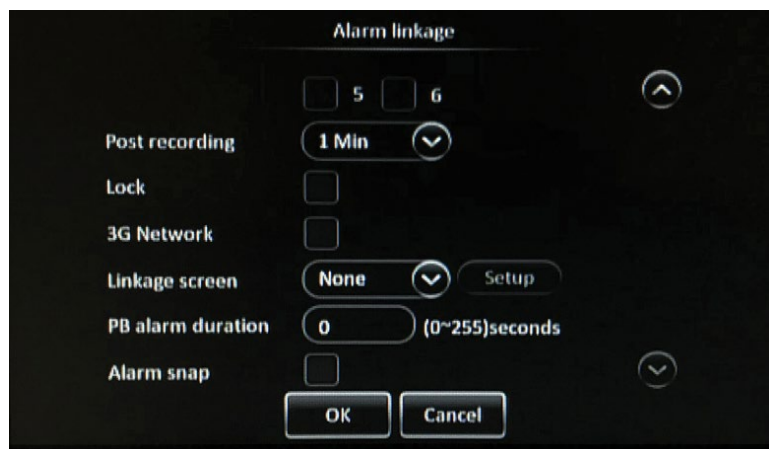 Alarm linkage
5 6
Post recording 1 Min
Lock
3G Network
Linkage screen None Setup
PB alarm duration 0 (0~255)seconds
Alarm snap
OK Cancel